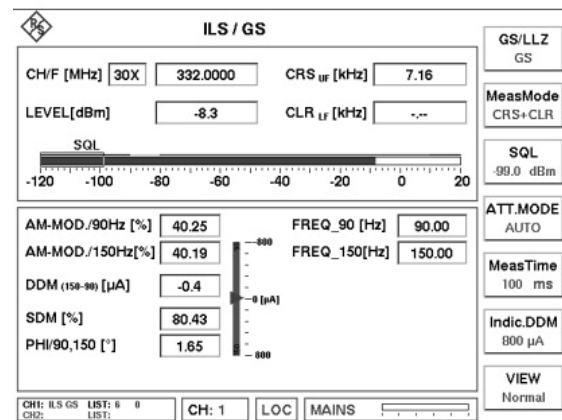 R&S
ILS / GS
CH/F [MHz] 30X 332.0000 CRS UF [kHz] 7.16
LEVEL[dBm] -8.3 CLR LF [kHz] -.--
SQL
-120 -100 -80 -60 -40 -20 0 20
AM-MOD./90Hz [%] 40.25 FREQ_90 [Hz] 90.00
AM-MOD./150Hz[%] 40.19 FREQ_150[Hz] 150.00
DDM (150-90) [µA] -0.4
SDM [%] 80.43
PHI/90,150 [°] 1.65
-800
-0 [µA]
- 800
CH1: ILS GS LIST: 6 0
CH2: LIST:
CH: 1 LOC MAINS
GS/LLZ
GS
MeasMode
CRS+CLR
SQL
-99.0 dBm
ATT.MODE
AUTO
MeasTime
100 ms
Indic.DDM
800 µA
VIEW
Normal